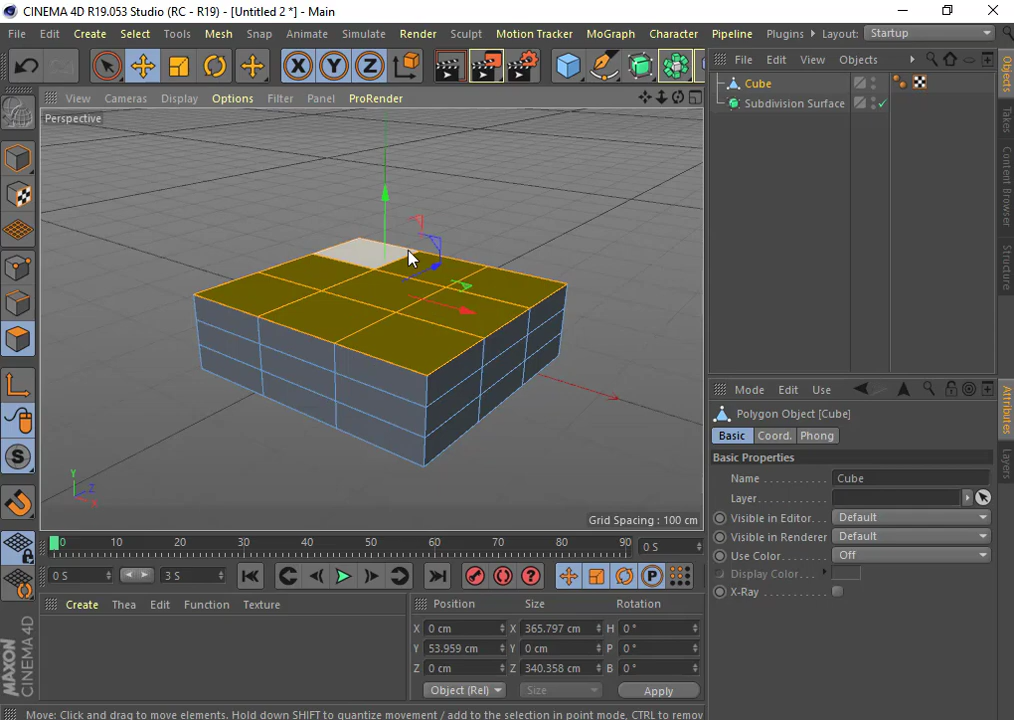 CINEMA 4D R19.053 Studio (RC - R19) - [Untitled 2 *] - Main
File Edit Create Select Tools Mesh Snap Animate Simulate Render Sculpt Motion Tracker MoGraph Character Pipeline Plugins Layout: Startup
X Y Z
View Cameras Display Options Filter Panel ProRender
Perspective
Y
Z
X
Grid Spacing : 100 cm
0 10 20 30 40 50 60 70 80 90 0 S
0 S 3 S
Create Thea Edit Function Texture
Position Size Rotation
X 0 cm X 365.797 cm H 0 °
Y 53.959 cm Y 0 cm P 0 °
Z 0 cm Z 340.358 cm B 0 °
Object (Rel) Size Apply
Move: Click and drag to move elements. Hold down SHIFT to quantize movement / add to the selection in point mode, CTRL to remov
MAXON
CINEMA 4D
File Edit View Objects
Cube
Subdivision Surface
Objects
Takes
Content Browser
Structure
Mode Edit Use
Polygon Object [Cube]
Basic Coord. Phong
Basic Properties
Name Cube
Layer
Visible in Editor Default
Visible in Renderer Default
Use Color Off
Display Color
X-Ray
Attributes
Layers